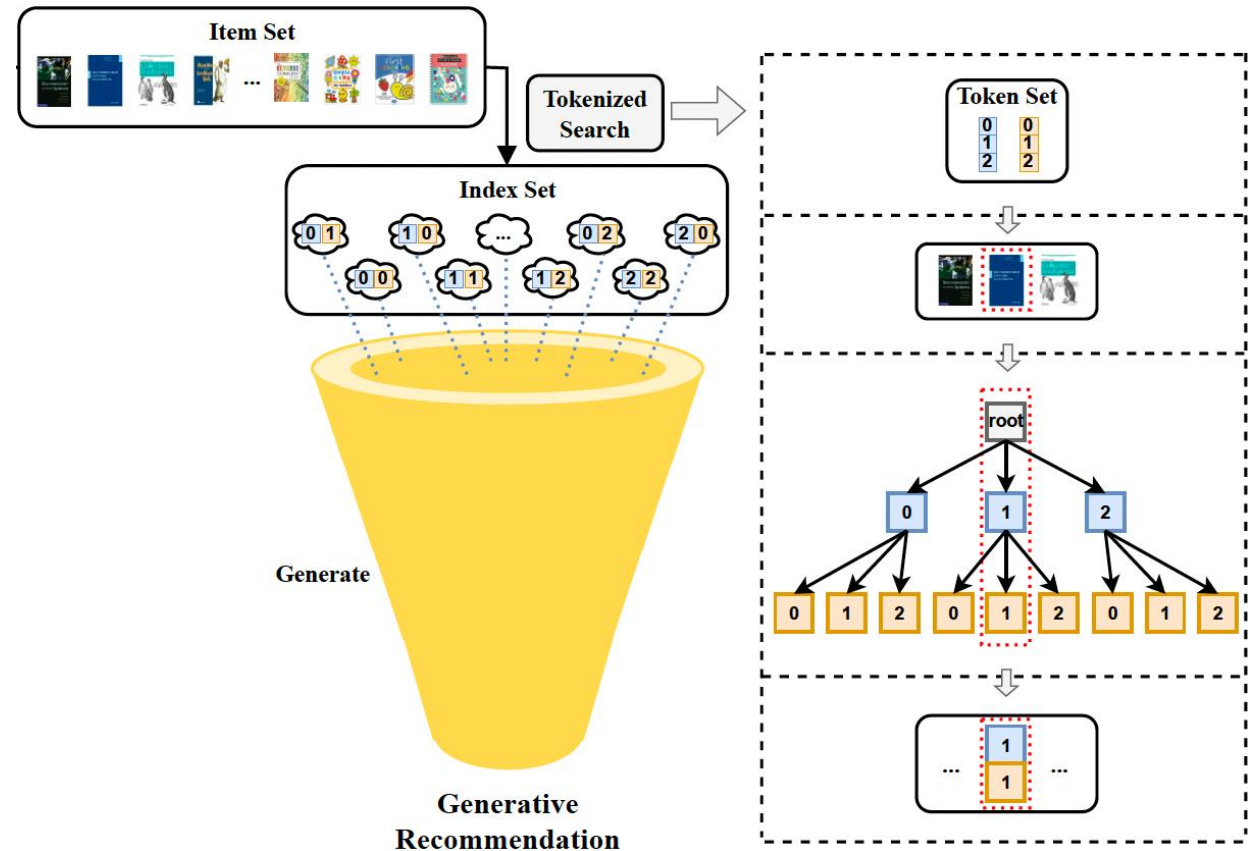 Item Set
...
Tokenized
Search
Token Set
0 0
1 1
2 2
Index Set
0 1
1 0
...
0 2
2 0
0 0
1 1
1 2
2 2
root
0 1 2
0 1 2 0 1 2 0 1 2
Generate
1
... ...
1
Generative
Recommendation